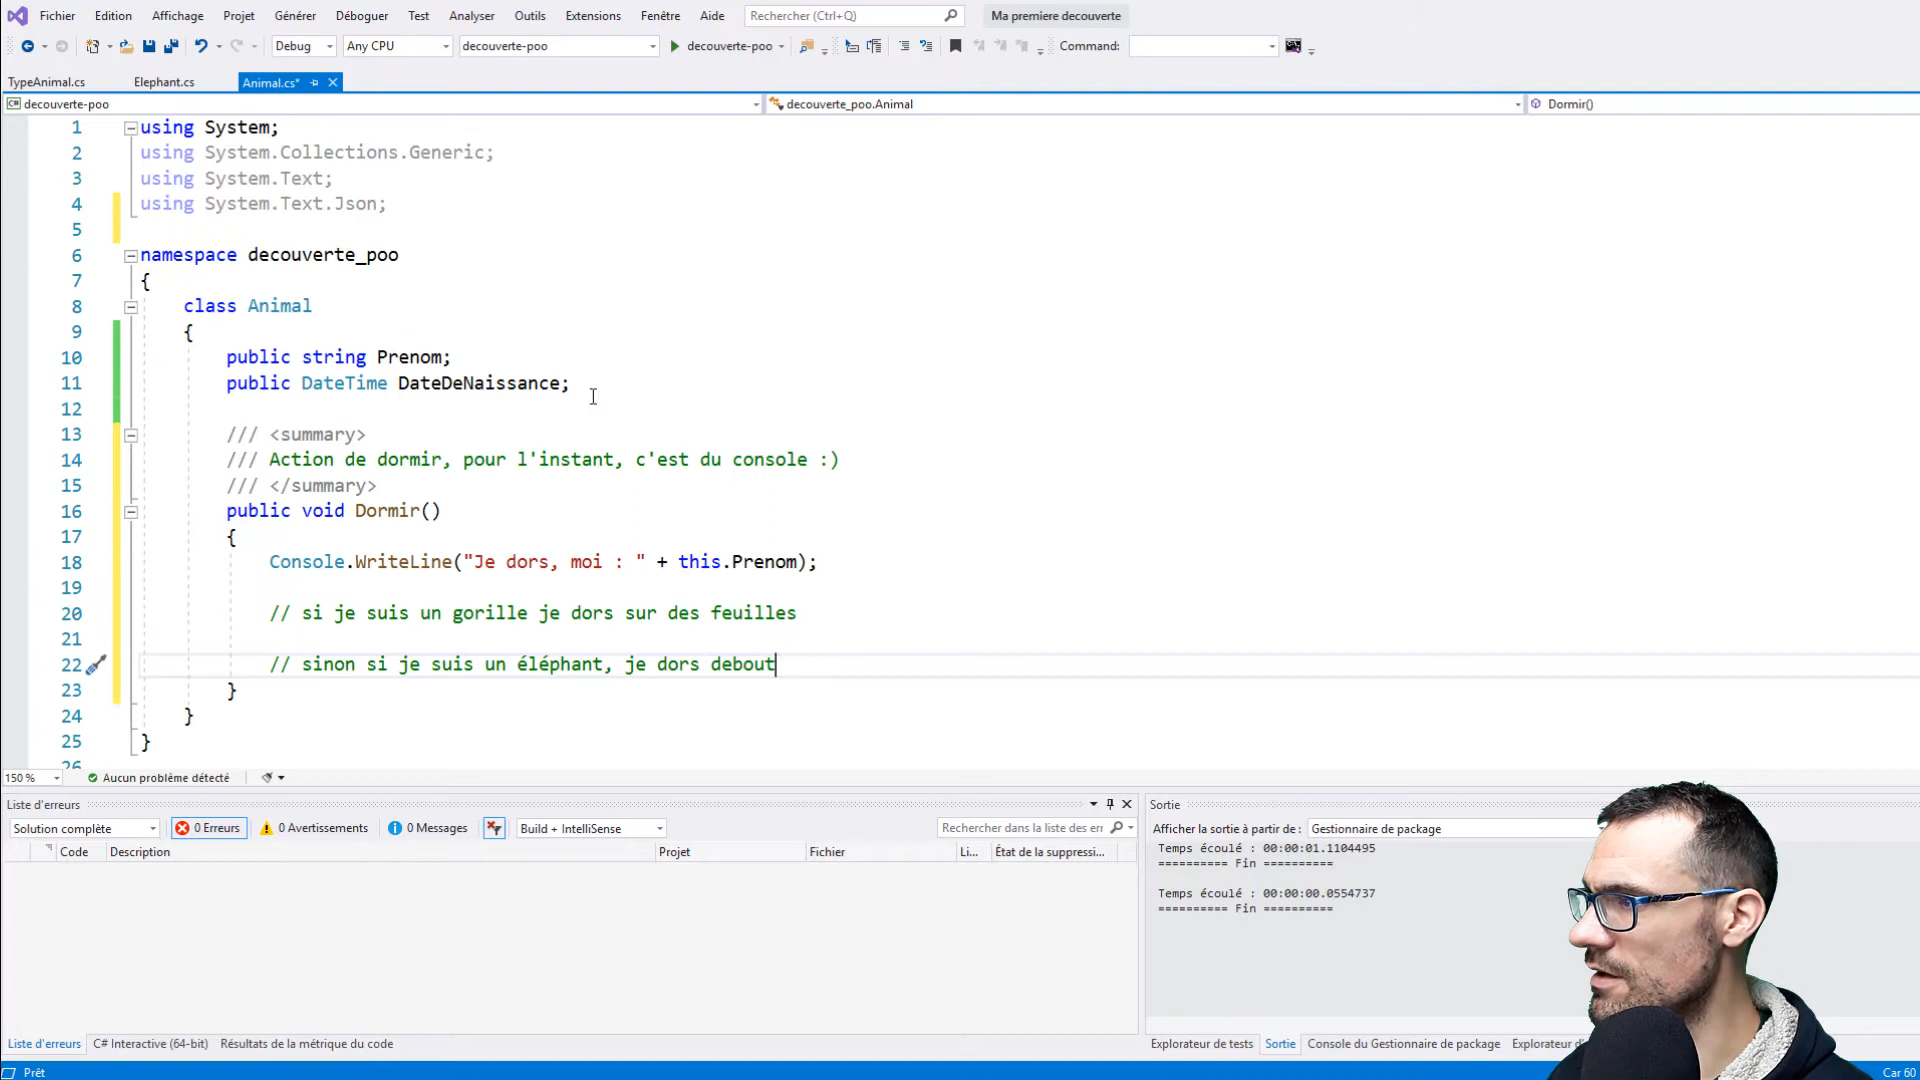 Fichier Edition Affichage Projet Générer Déboguer Test Analyser Outils Extensions Fenêtre Aide Rechercher (Ctrl+Q) Ma premiere decouverte
Debug Any CPU decouverte-poo decouverte-poo Command:
TypeAnimal.cs Elephant.cs Animal.cs*
C# decouverte-poo decouverte_poo.Animal Dormir()
1 using System;
2 using System.Collections.Generic;
3 using System.Text;
4 using System.Text.Json;
5
6 namespace decouverte_poo
7 {
8 class Animal
9 {
10 public string Prenom;
11 public DateTime DateDeNaissance;
12
13 /// <summary>
14 /// Action de dormir, pour l'instant, c'est du console :)
15 /// </summary>
16 public void Dormir()
17 {
18 Console.WriteLine("Je dors, moi : " + this.Prenom);
19
20 // si je suis un gorille je dors sur des feuilles
21
22 // sinon si je suis un éléphant, je dors debout
23 }
24 }
25 }
26
150 % Aucun problème détecté
Liste d'erreurs
Solution complète 0 Erreurs 0 Avertissements 0 Messages Build + IntelliSense Rechercher dans la liste des err
Code Description Projet Fichier Li... État de la suppressi...
Sortie
Afficher la sortie à partir de : Gestionnaire de package
Temps écoulé : 00:00:01.1104495
========== Fin ==========
Temps écoulé : 00:00:00.0554737
========== Fin ==========
Liste d'erreurs C# Interactive (64-bit) Résultats de la métrique du code
Explorateur de tests Sortie Console du Gestionnaire de package Explorateur d'
Prêt Car 60